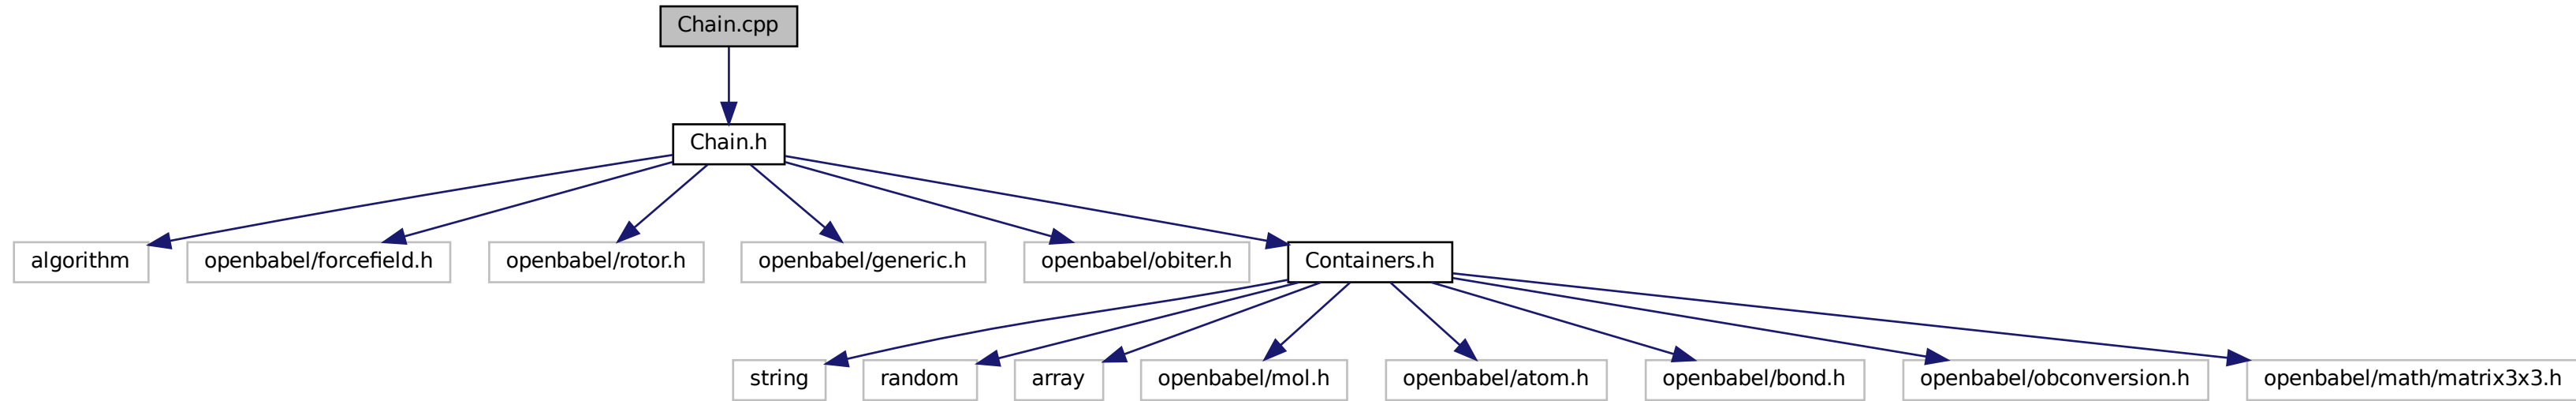 Chain.cpp
Chain.h
algorithm
openbabel/forcefield.h
openbabel/rotor.h
openbabel/generic.h
openbabel/obiter.h
Containers.h
string
random
array
openbabel/mol.h
openbabel/atom.h
openbabel/bond.h
openbabel/obconversion.h
openbabel/math/matrix3x3.h